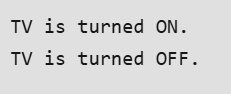 TV is turned ON.
TV is turned OFF.